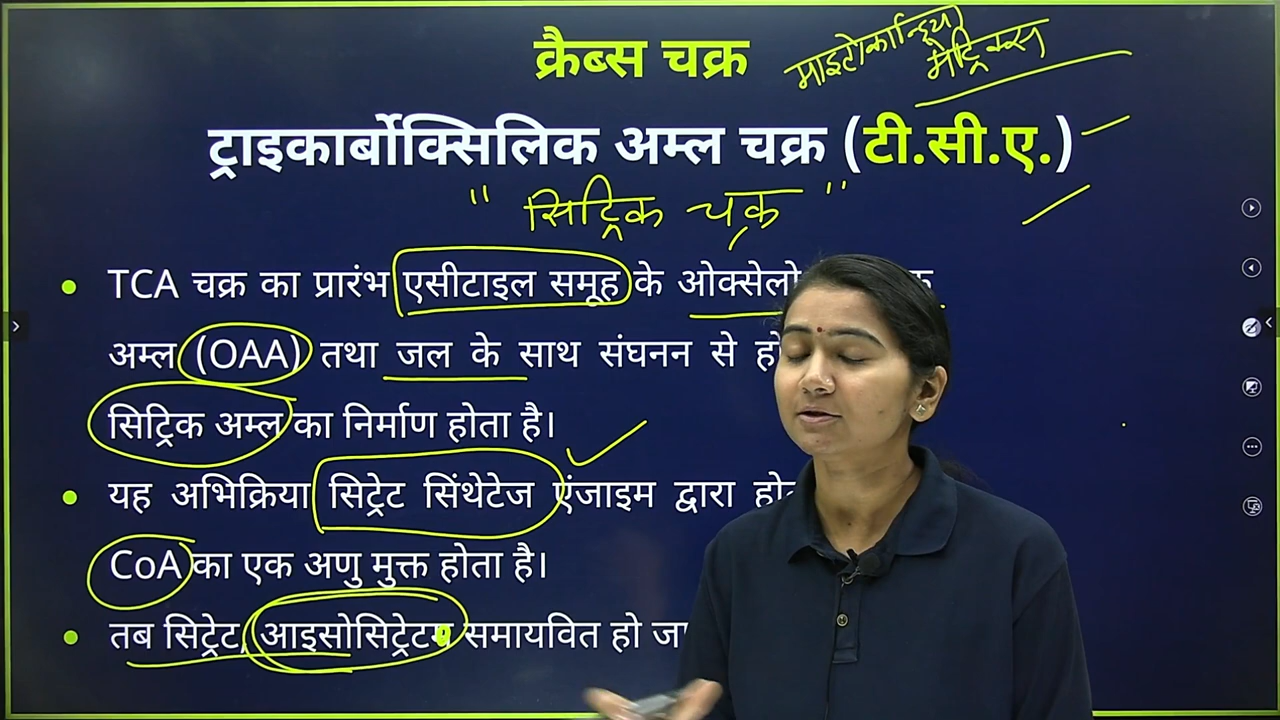 क्रैब्स चक्र
माइटोकान्ड्रिया
मैट्रिक्स
ट्राइकार्बोक्सिलिक अम्ल चक्र (टी.सी.ए.)
" सिट्रिक चक्र "
TCA चक्र का प्रारंभ एसीटाइल समूह के
अम्ल (OAA) तथा जल के साथ संघनन से
सिट्रिक अम्ल का निर्माण होता है।
यह अभिक्रिया सिट्रेट सिंथेटेज एंजाइम द्वारा
CoA का एक अणु मुक्त होता है।
तब सिट्रेट, आइसोसिट्रेट समायवित हो